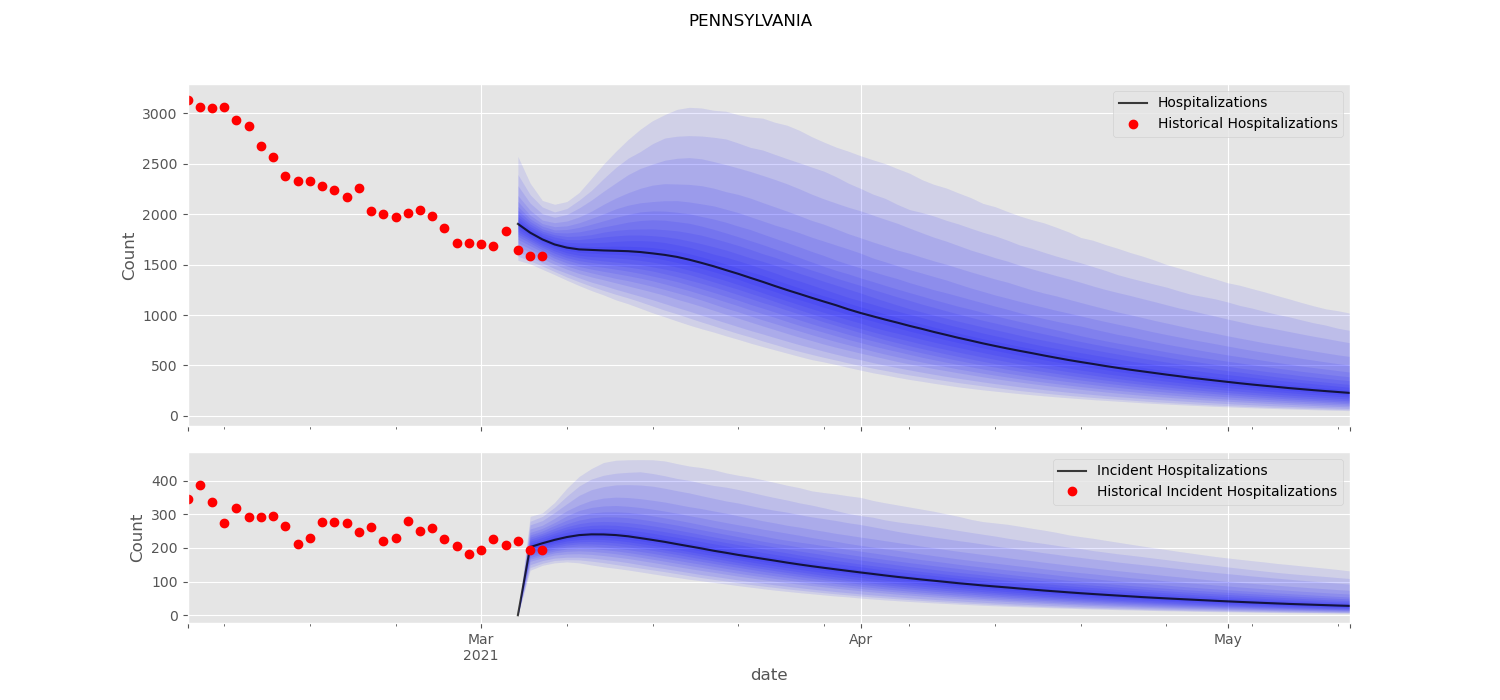 PENNSYLVANIA
Hospitalizations
Historical Hospitalizations
3000
2500
2000
1500
1000
500
0
Count
Incident Hospitalizations
Historical Incident Hospitalizations
400
300
200
100
0
Count
Mar
2021
Apr
May
date